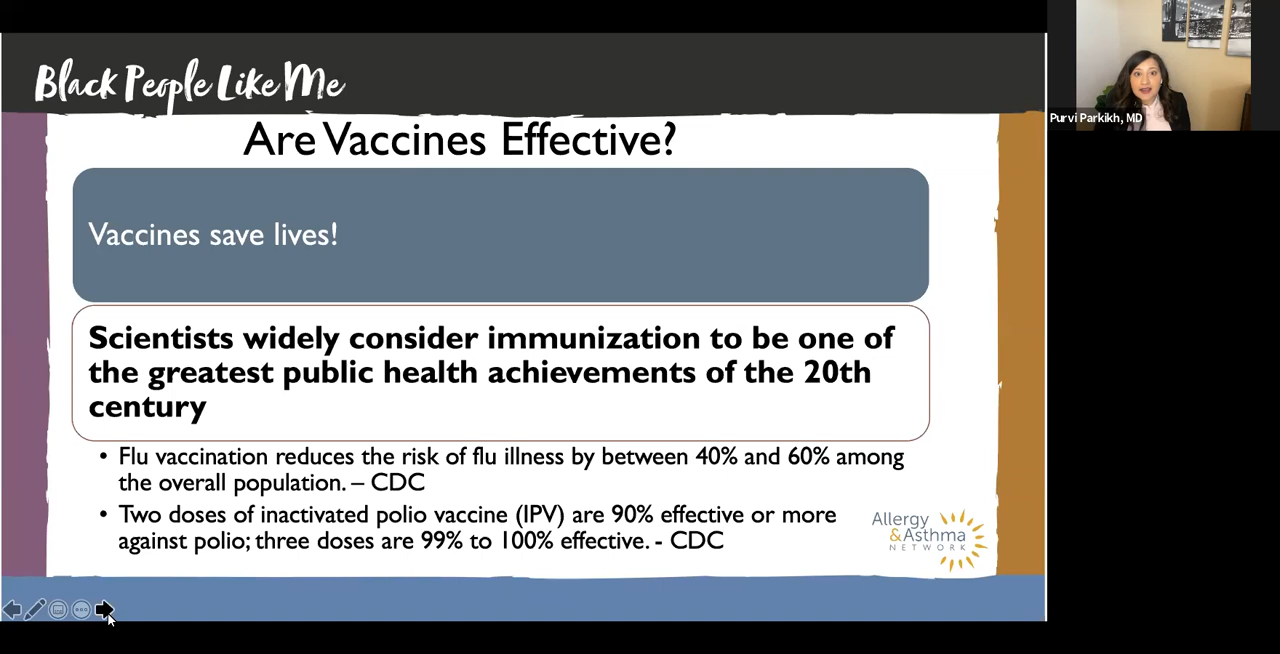 Black People Like Me
Purvi Parkikh, MD
Are Vaccines Effective?
Vaccines save lives!
Scientists widely consider immunization to be one of
the greatest public health achievements of the 20th
century
• Flu vaccination reduces the risk of flu illness by between 40% and 60% among
the overall population. – CDC
• Two doses of inactivated polio vaccine (IPV) are 90% effective or more
against polio; three doses are 99% to 100% effective. - CDC
Allergy
&Asthma
NETWORK